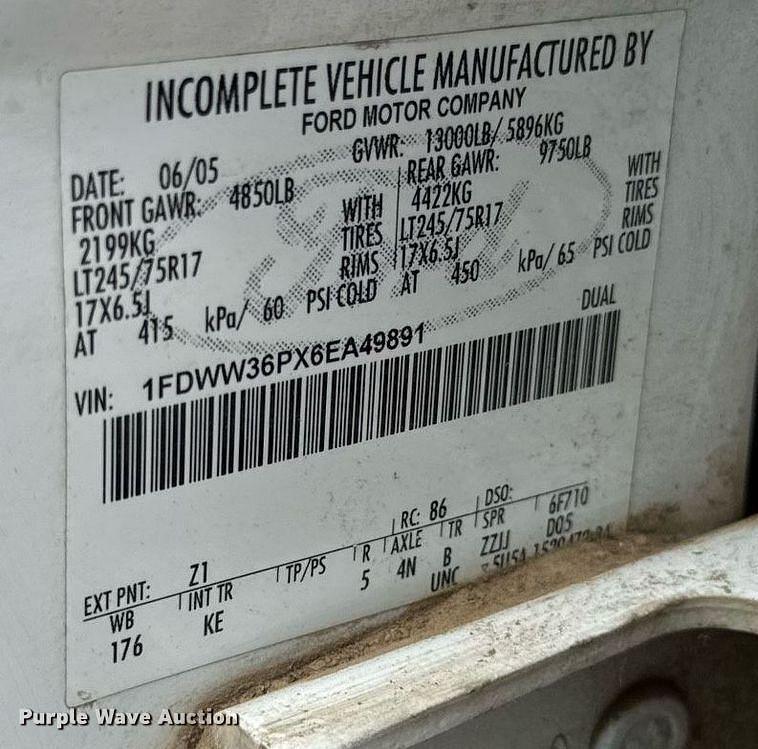 INCOMPLETE VEHICLE MANUFACTURED BY
FORD MOTOR COMPANY
DATE: 06/05 GVWR: 13000LB/ 5896KG
FRONT GAWR: 4850LB REAR GAWR: 9750LB
2199KG WITH 4422KG WITH
LT245/75R17 TIRES LT245/75R17 TIRES
17X6.5J RIMS 17X6.5J RIMS
AT 415 kPa/ 60 PSI COLD AT 450 kPa/ 65 PSI COLD
DUAL
VIN: 1FDWW36PX6EA49891
EXT PNT: Z1 RC: 86 DSO: 6F710
WB INT TR TP/PS R AXLE TR SPR D05
176 KE 5 4N B ZZJJ
UNC
Purple Wave Auction